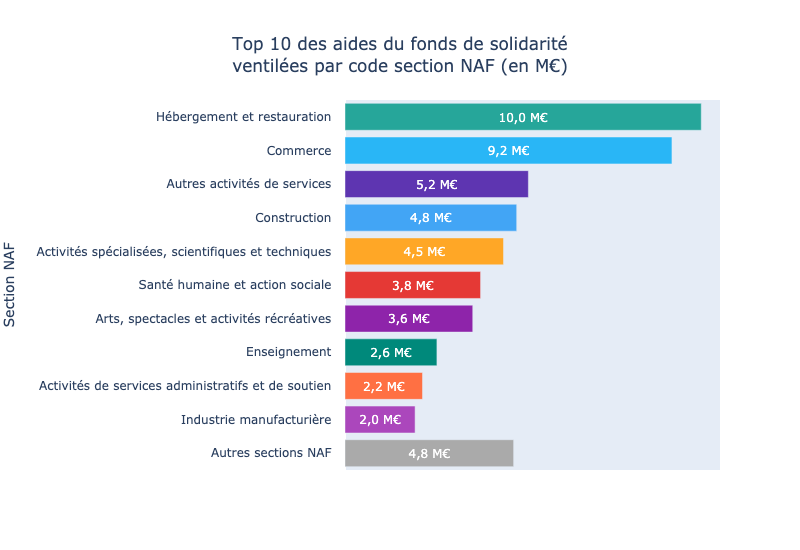 Top 10 des aides du fonds de solidarité
ventilées par code section NAF (en M€)
Section NAF
Hébergement et restauration 10,0 M€
Commerce 9,2 M€
Autres activités de services 5,2 M€
Construction 4,8 M€
Activités spécialisées, scientifiques et techniques 4,5 M€
Santé humaine et action sociale 3,8 M€
Arts, spectacles et activités récréatives 3,6 M€
Enseignement 2,6 M€
Activités de services administratifs et de soutien 2,2 M€
Industrie manufacturière 2,0 M€
Autres sections NAF 4,8 M€